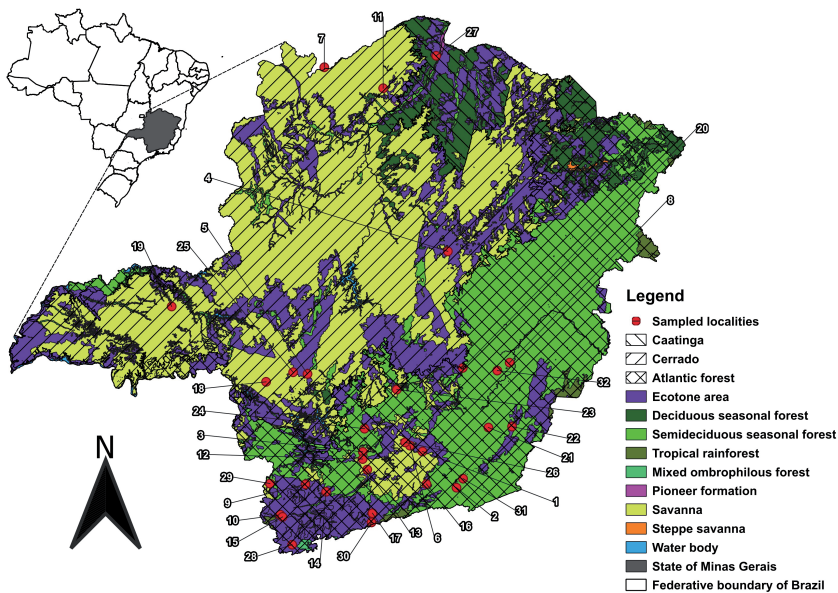 7
11
27
20
4
8
5
25
19
18
24
3
12
29
9
10
15
28
14
30
17
13
6
16
2
31
1
26
21
22
23
32
N
Legend
Sampled localities
Caatinga
Cerrado
Atlantic forest
Ecotone area
Deciduous seasonal forest
Semideciduous seasonal forest
Tropical rainforest
Mixed ombrophilous forest
Pioneer formation
Savanna
Steppe savanna
Water body
State of Minas Gerais
Federative boundary of Brazil